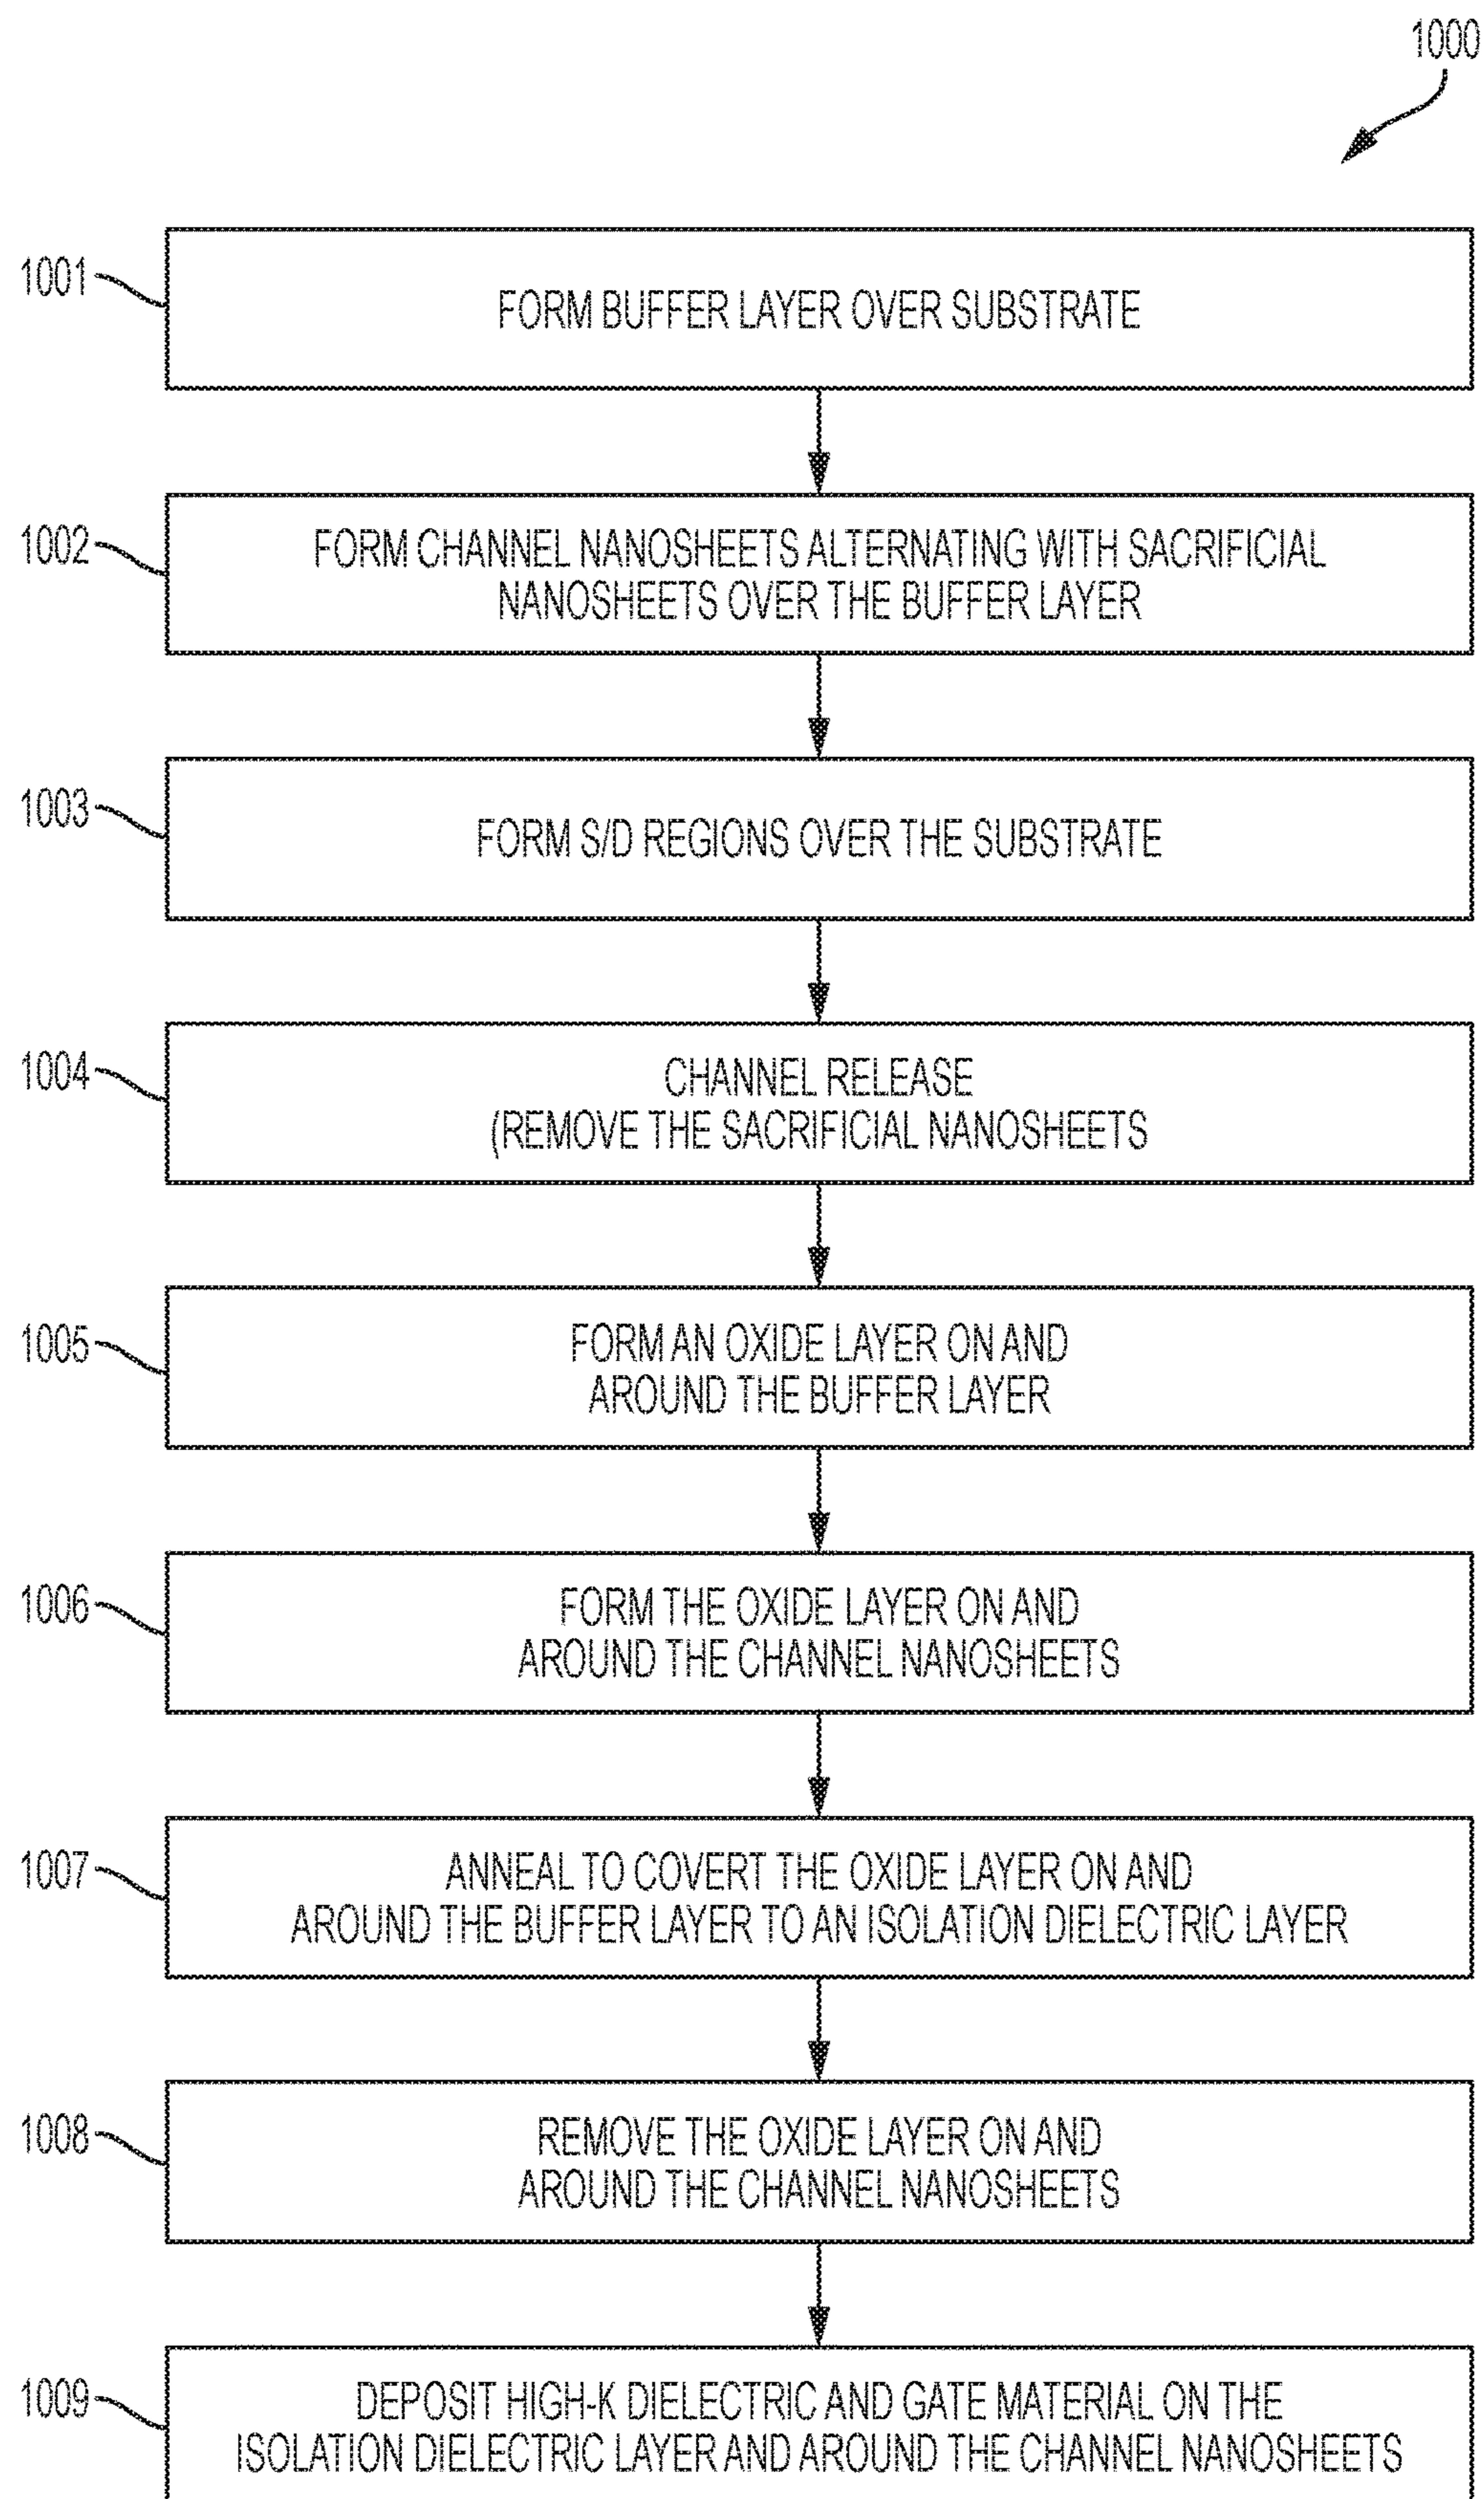 1000
1001
FORM BUFFER LAYER OVER SUBSTRATE
1002
FORM CHANNEL NANOSHEETS ALTERNATING WITH SACRIFICIAL
NANOSHEETS OVER THE BUFFER LAYER
1003
FORM S/D REGIONS OVER THE SUBSTRATE
1004
CHANNEL RELEASE
(REMOVE THE SACRIFICIAL NANOSHEETS
1005
FORM AN OXIDE LAYER ON AND
AROUND THE BUFFER LAYER
1006
FORM THE OXIDE LAYER ON AND
AROUND THE CHANNEL NANOSHEETS
1007
ANNEAL TO COVERT THE OXIDE LAYER ON AND
AROUND THE BUFFER LAYER TO AN ISOLATION DIELECTRIC LAYER
1008
REMOVE THE OXIDE LAYER ON AND
AROUND THE CHANNEL NANOSHEETS
1009
DEPOSIT HIGH-K DIELECTRIC AND GATE MATERIAL ON THE
ISOLATION DIELECTRIC LAYER AND AROUND THE CHANNEL NANOSHEETS